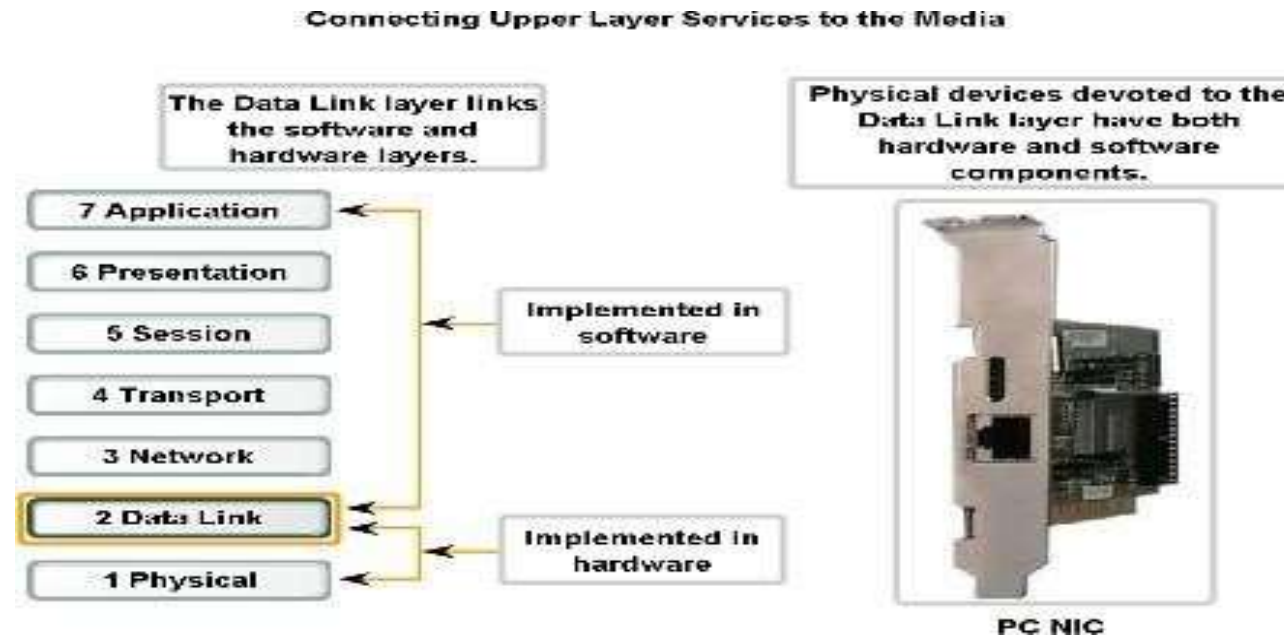 Connecting Upper Layer Services to the Media
The Data Link layer links
the software and
hardware layers.
Physical devices devoted to the
Data Link layer have both
hardware and software
components.
7 Application
6 Presentation
5 Session
4 Transport
3 Network
2 Data Link
1 Physical
Implemented in
software
Implemented in
hardware
PC NIC